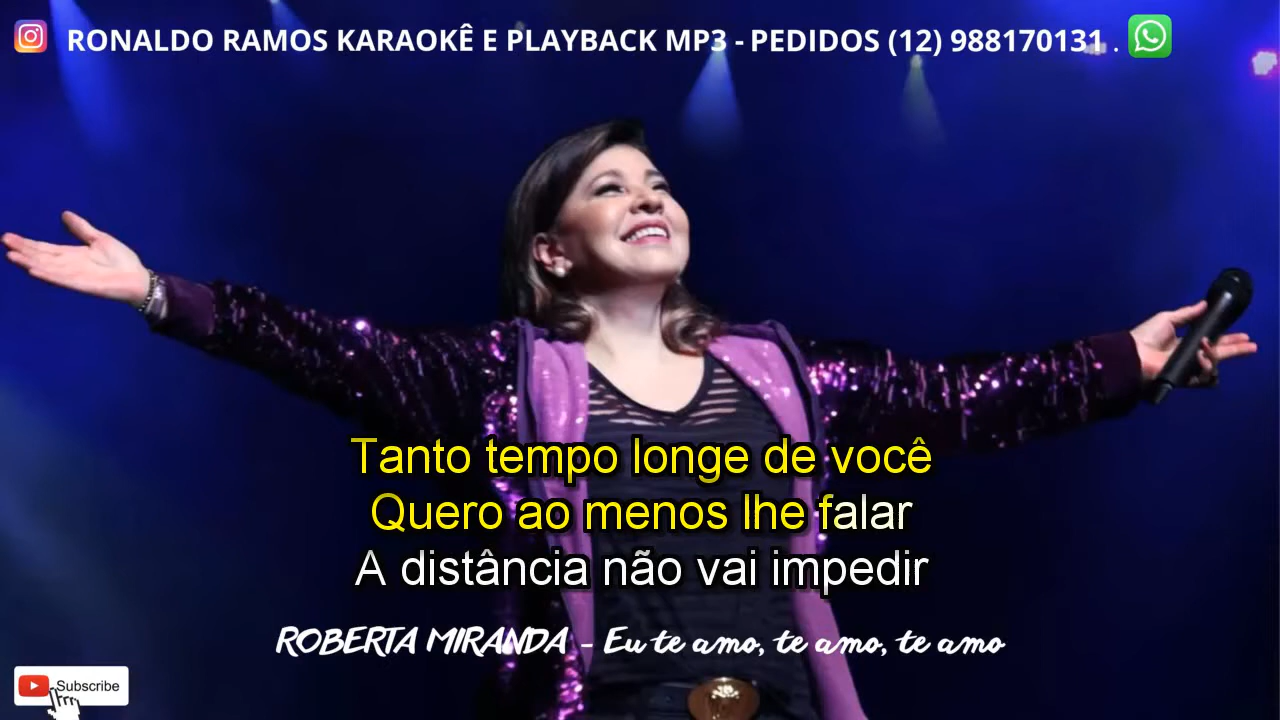 RONALDO RAMOS KARAOKÊ E PLAYBACK MP3 - PEDIDOS (12) 988170131 .
Tanto tempo longe de você
Quero ao menos lhe falar
A distância não vai impedir
ROBERTA MIRANDA - Eu te amo, te amo, te amo
Subscribe